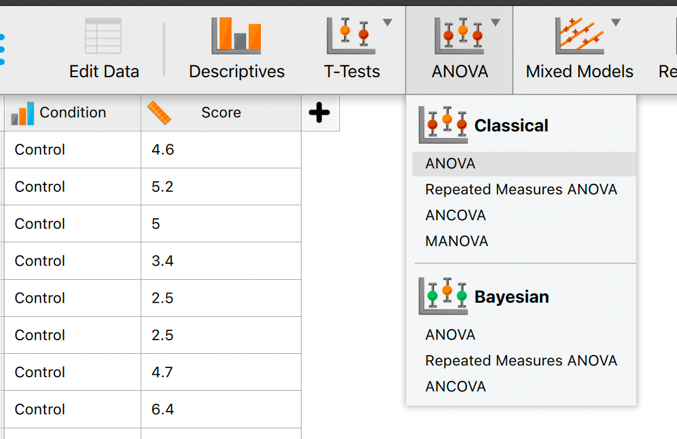 Edit Data
Descriptives
T-Tests
ANOVA
Mixed Models
Re
Condition Score
Control 4.6
Control 5.2
Control 5
Control 3.4
Control 2.5
Control 2.5
Control 4.7
Control 6.4
Classical
ANOVA
Repeated Measures ANOVA
ANCOVA
MANOVA
Bayesian
ANOVA
Repeated Measures ANOVA
ANCOVA